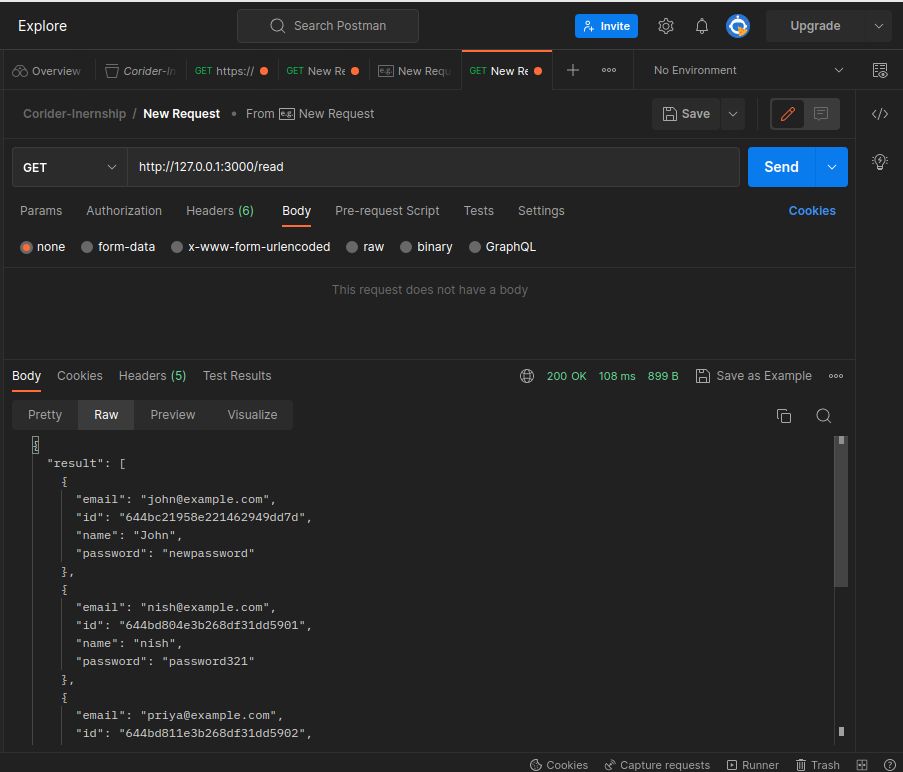 Explore
Search Postman
Invite
Upgrade
Overview
Corider-In
GET https://
GET New Re
New Requ
GET New Re
No Environment
Corider-Inernship / New Request • From e.g. New Request
Save
GET
http://127.0.0.1:3000/read
Send
Params Authorization Headers (6) Body Pre-request Script Tests Settings Cookies
none form-data x-www-form-urlencoded raw binary GraphQL
This request does not have a body
Body Cookies Headers (5) Test Results 200 OK 108 ms 899 B Save as Example
Pretty Raw Preview Visualize
{
"result": [
{
"email": "john@example.com",
"id": "644bc21958e221462949dd7d",
"name": "John",
"password": "newpassword"
},
{
"email": "nish@example.com",
"id": "644bd804e3b268df31dd5901",
"name": "nish",
"password": "password321"
},
{
"email": "priya@example.com",
"id": "644bd811e3b268df31dd5902",
Cookies Capture requests Runner Trash